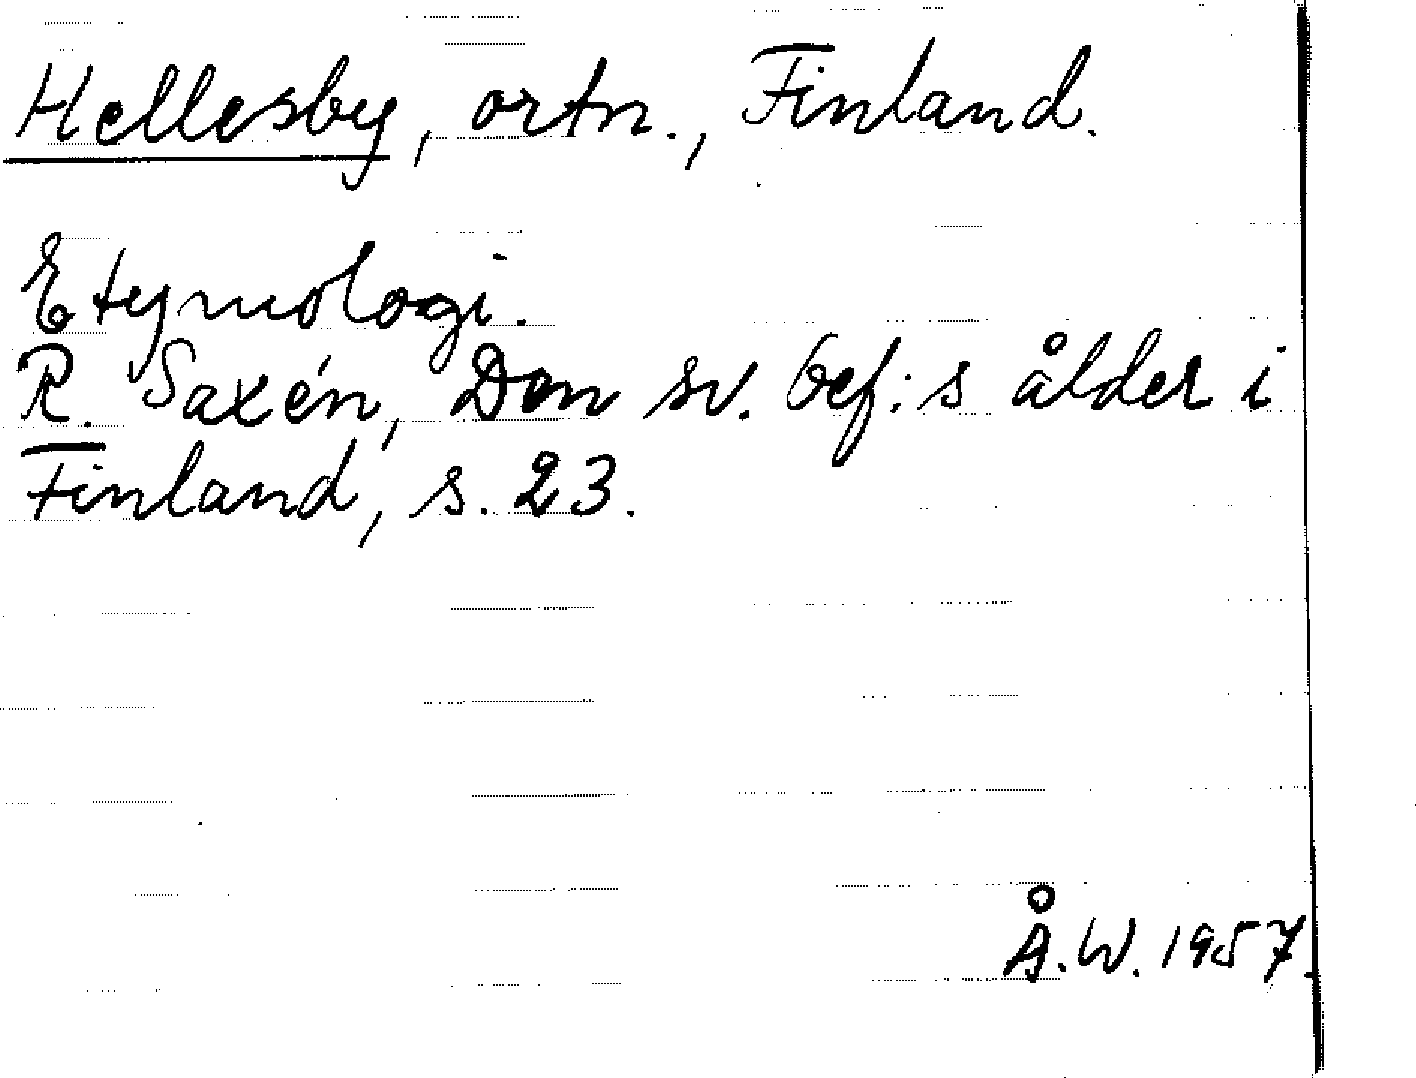 Hellesby, ortn., Finland.
Etymologi.
R. Saxén, Den sv. bef:s ålder i
Finland, s. 23.
Å.W. 1957.